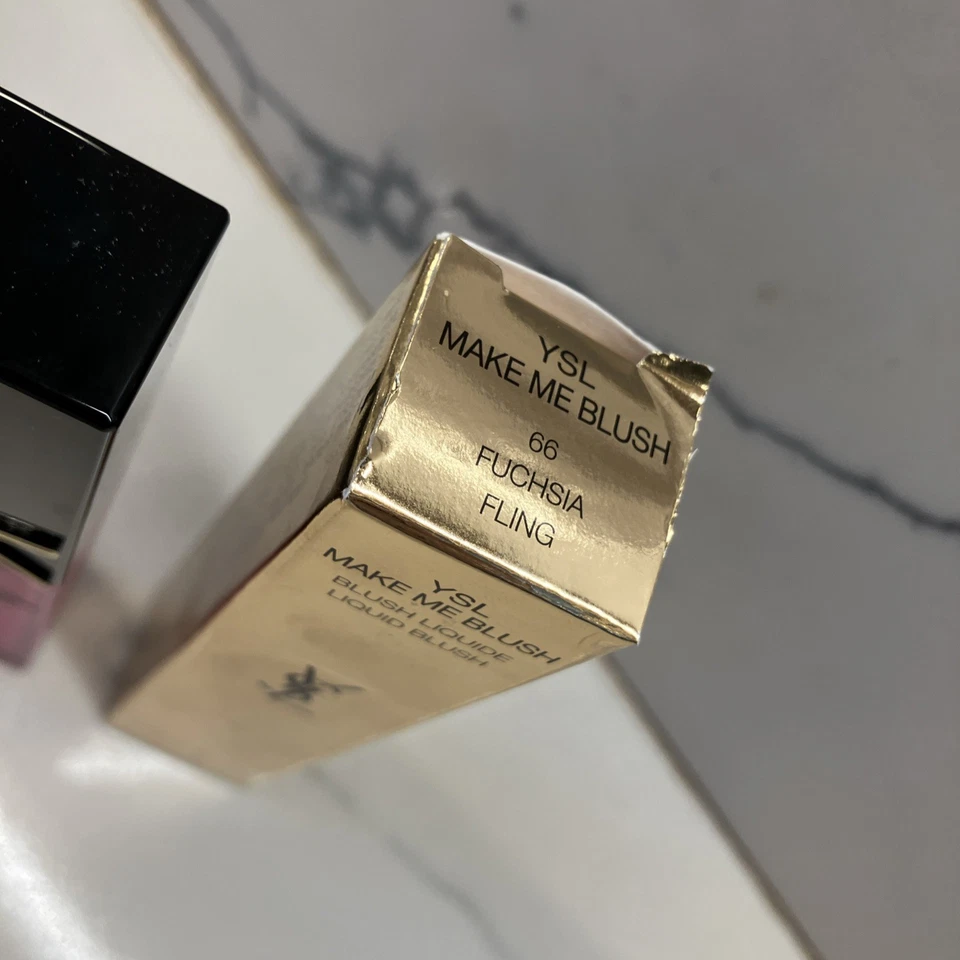 YSL
MAKE ME BLUSH
66
FUCHSIA
FLING
YSL
MAKE ME BLUSH
BLUSH LIQUIDE
LIQUID BLUSH